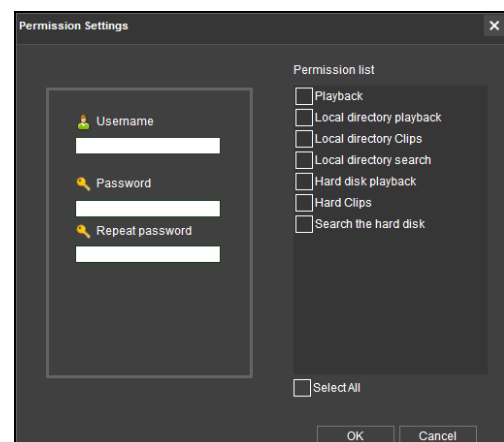 Permission Settings
Username
Password
Repeat password
Permission list
Playback
Local directory playback
Local directory Clips
Local directory search
Hard disk playback
Hard Clips
Search the hard disk
Select All
OK
Cancel